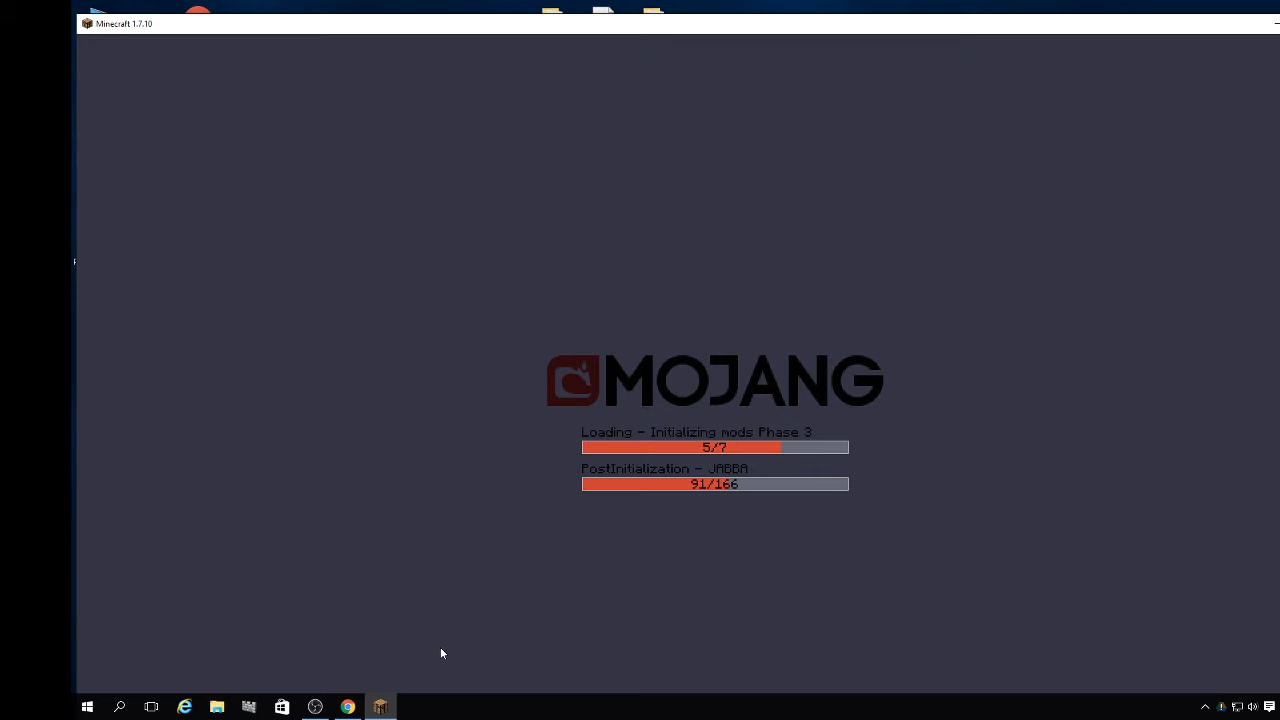 Minecraft 1.7.10
MOJANG
Loading - Initializing mods Phase 3
5/7
PostInitialization - JABBA
91/166